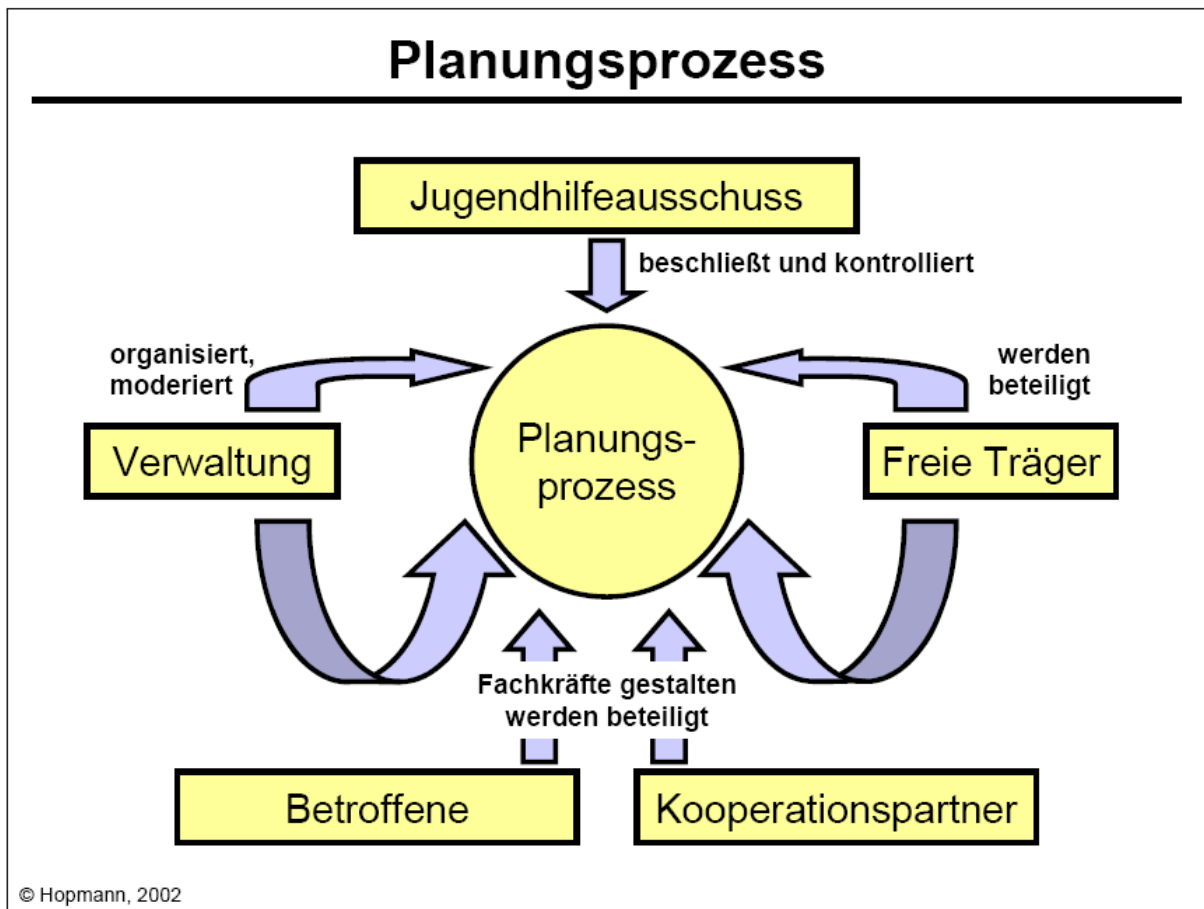 Planungsprozess
Jugendhilfeausschuss
beschließt und kontrolliert
organisiert,
moderiert
werden
beteiligt
Verwaltung
Planungs-
prozess
Freie Träger
Fachkräfte gestalten
werden beteiligt
Betroffene
Kooperationspartner
© Hopmann, 2002